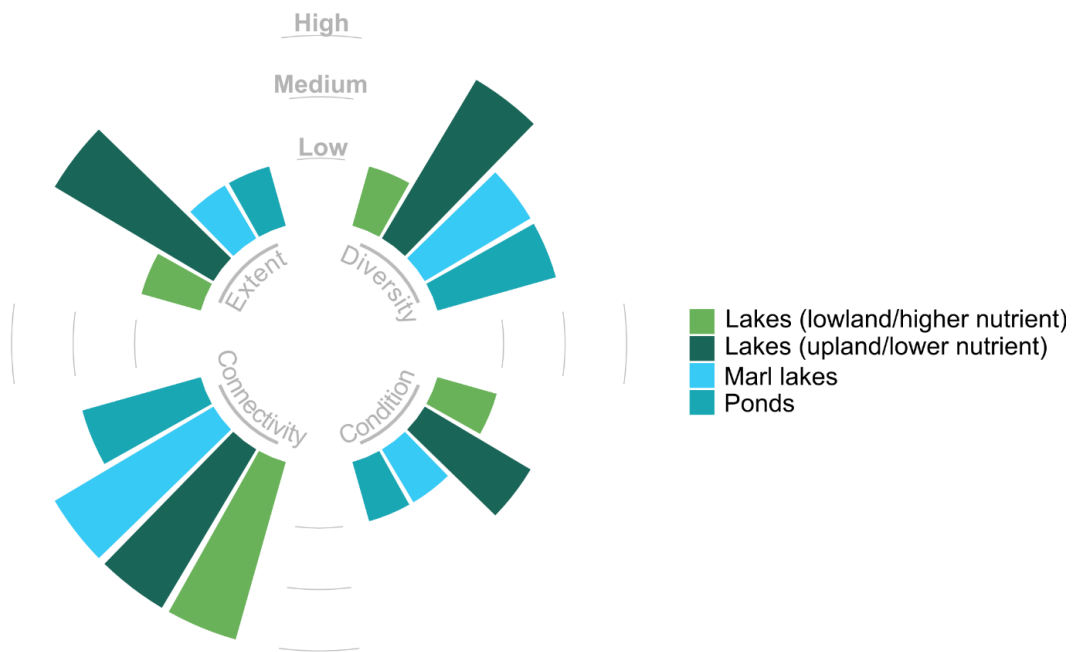 High
Medium
Low
Extent
Diversity
Connectivity
Condition
Lakes (lowland/higher nutrient)
Lakes (upland/lower nutrient)
Marl lakes
Ponds